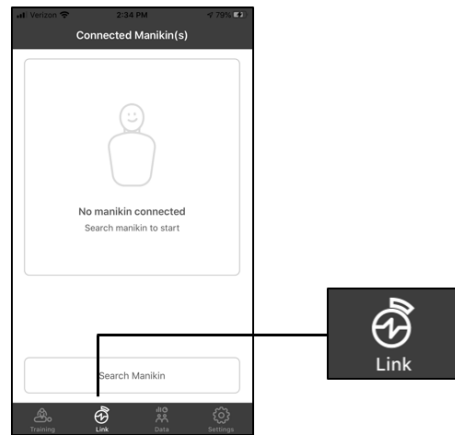 Verizon 2:34 PM 79%
Connected Manikin(s)
No manikin connected
Search manikin to start
Search Manikin
Training Link Data Settings
Link